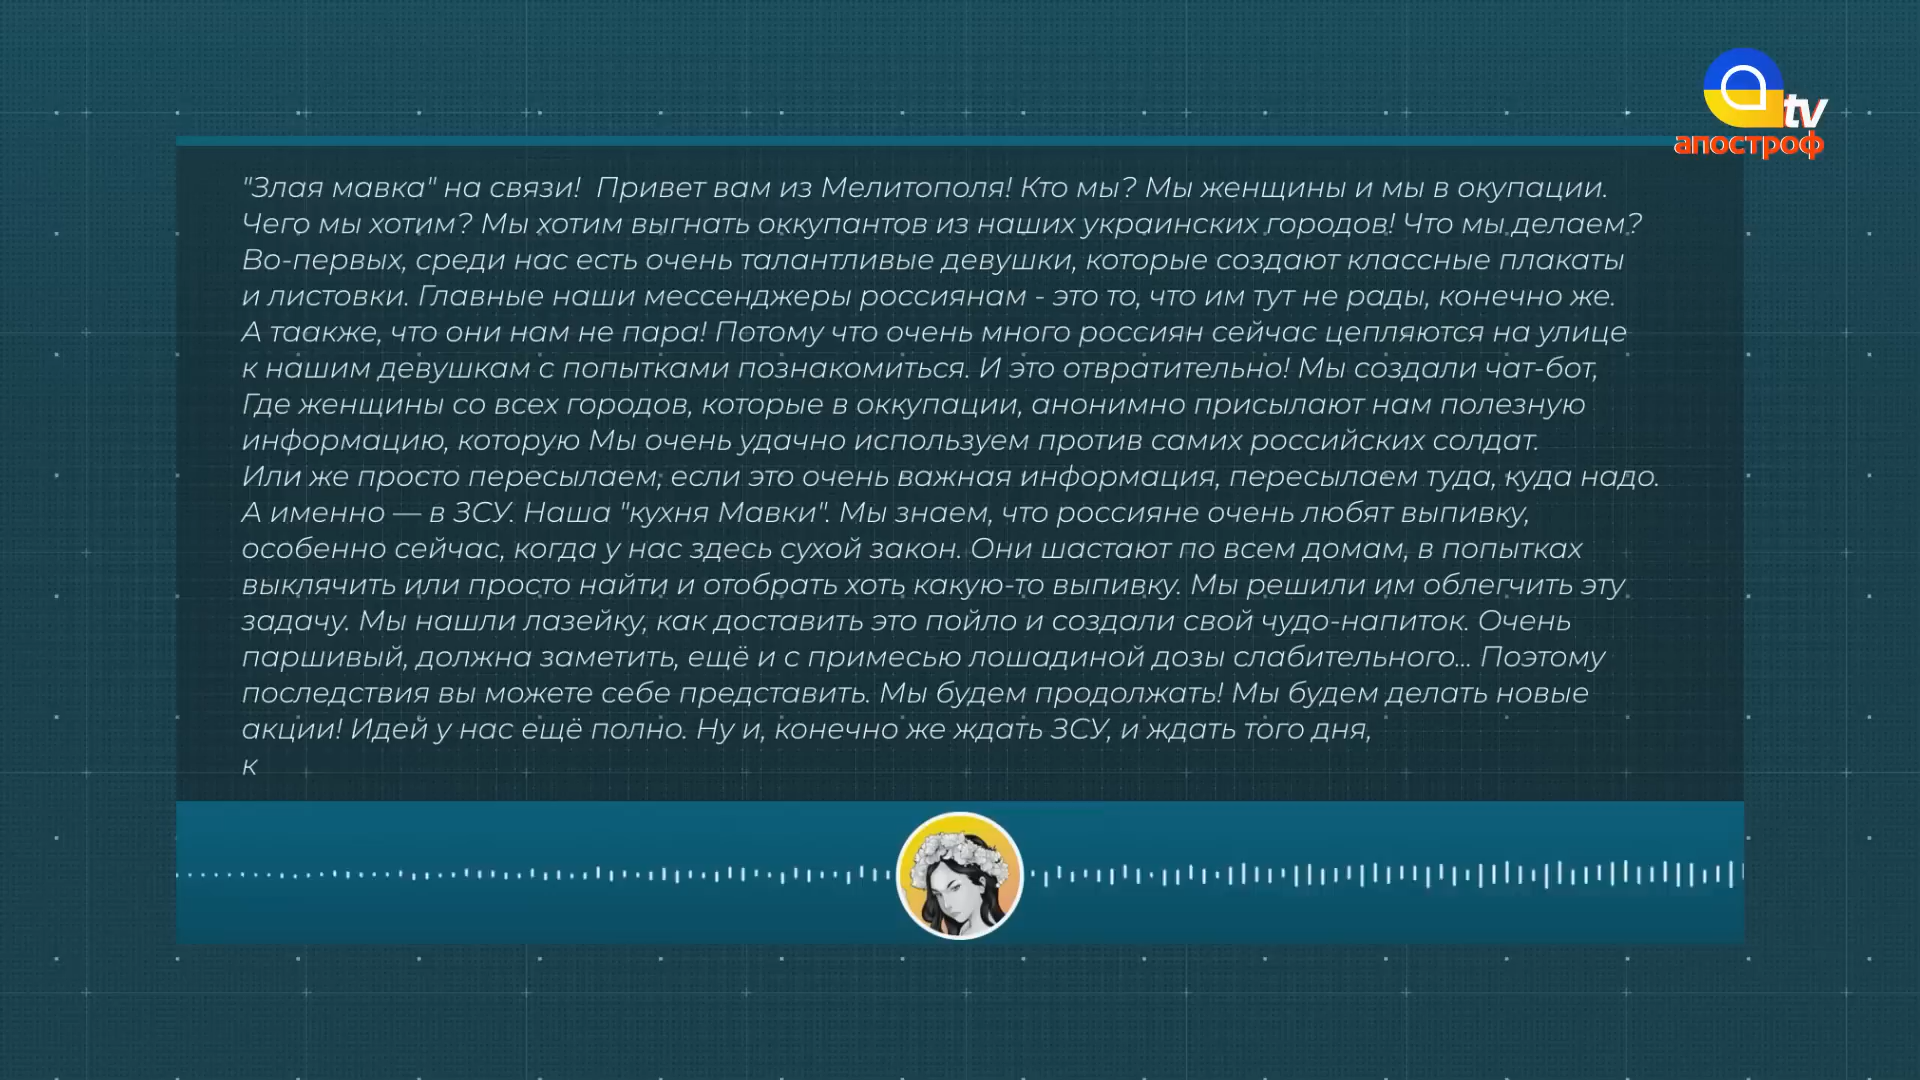 tv
апостроф
"Злая мавка" на связи!  Привет вам из Мелитополя! Кто мы? Мы женщины и мы в окупации.
Чего мы хотим? Мы хотим выгнать оккупантов из наших украинских городов! Что мы делаем?
Во-первых, среди нас есть очень талантливые девушки, которые создают классные плакаты
и листовки. Главные наши мессенджеры россиянам - это то, что им тут не рады, конечно же.
А таакже, что они нам не пара! Потому что очень много россиян сейчас цепляются на улице
к нашим девушкам с попытками познакомиться. И это отвратительно! Мы создали чат-бот,
Где женщины со всех городов, которые в оккупации, анонимно присылают нам полезную
информацию, которую Мы очень удачно используем против самих российских солдат.
Или же просто пересылаем; если это очень важная информация, пересылаем туда, куда надо.
А именно — в ЗСУ. Наша "кухня Мавки". Мы знаем, что россияне очень любят выпивку,
особенно сейчас, когда у нас здесь сухой закон. Они шастают по всем домам, в попытках
выклячить или просто найти и отобрать хоть какую-то выпивку. Мы решили им облегчить эту
задачу. Мы нашли лазейку, как доставить это пойло и создали свой чудо-напиток. Очень
паршивый, должна заметить, ещё и с примесью лошадиной дозы слабительного... Поэтому
последствия вы можете себе представить. Мы будем продолжать! Мы будем делать новые
акции! Идей у нас ещё полно. Ну и, конечно же ждать ЗСУ, и ждать того дня,
к